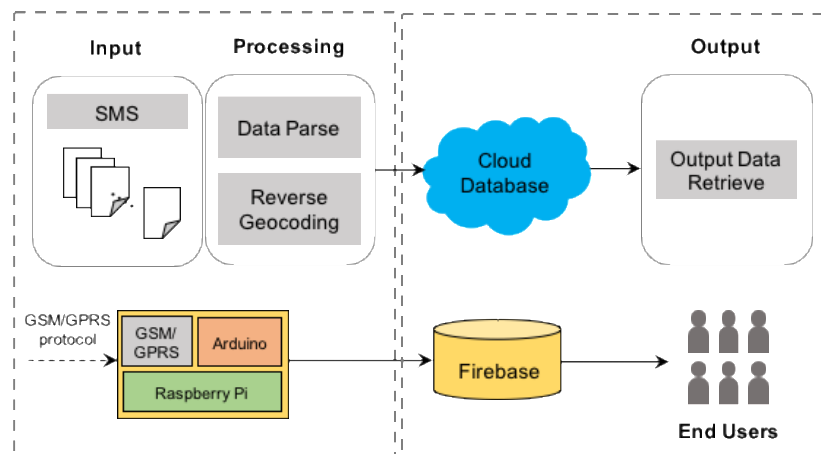 Input
Processing
Output
SMS
Data Parse
Reverse
Geocoding
Cloud
Database
Output Data
Retrieve
GSM/GPRS
protocol
GSM/
GPRS
Arduino
Raspberry Pi
Firebase
End Users